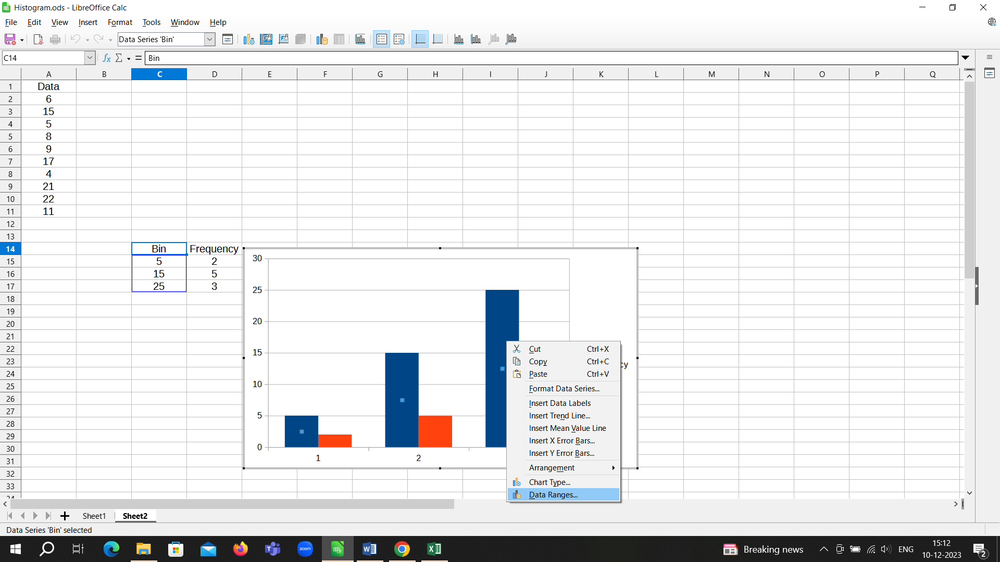 Histogram.ods - LibreOffice Calc
File Edit View Insert Format Tools Window Help
Data Series 'Bin'
C14 fx Σ = Bin
A B C D E F G H I J K L M N O P Q
1 Data
2 6
3 15
4 5
5 8
6 9
7 17
8 4
9 21
10 22
11 11
12
13
14 Bin Frequency
15 5 2
16 15 5
17 25 3
18
19
20
21
22
23
24
25
26
27
28
29
30
31
32
33
34
30
25
20
15
10
5
0
1 2
cy
Cut Ctrl+X
Copy Ctrl+C
Paste Ctrl+V
Format Data Series...
Insert Data Labels
Insert Trend Line...
Insert Mean Value Line
Insert X Error Bars...
Insert Y Error Bars...
Arrangement
Chart Type...
Data Ranges...
Sheet1 Sheet2
Data Series 'Bin' selected
zoom
Breaking news
ENG
15:12
10-12-2023
2